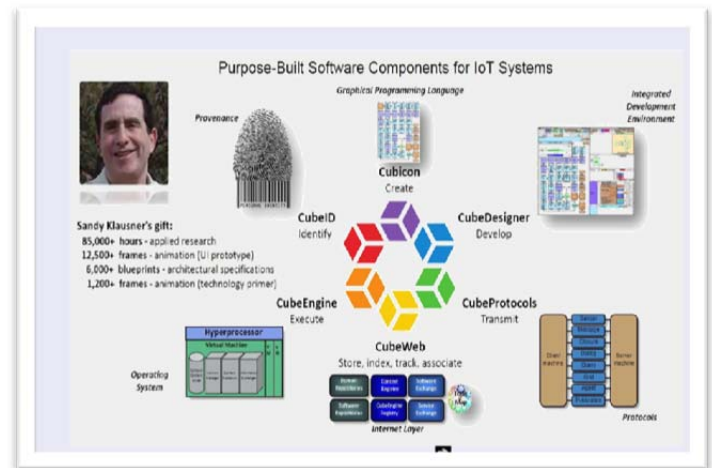 Purpose-Built Software Components for IoT Systems
Graphical Programming Language
Provenance
Integrated
Development
Environment
Cubicon
Create
CubeID
Identify
CubeDesigner
Develop
Sandy Klausner's gift:
85,000+ hours - applied research
12,500+ frames - animation (UI prototype)
6,000+ blueprints - architectural specifications
1,200+ frames - animation (technology primer)
CubeEngine
Execute
CubeProtocols
Transmit
CubeWeb
Store, index, track, associate
Hyperprocessor
Virtual Machine
Operating
System
Internet Layer
Protocols